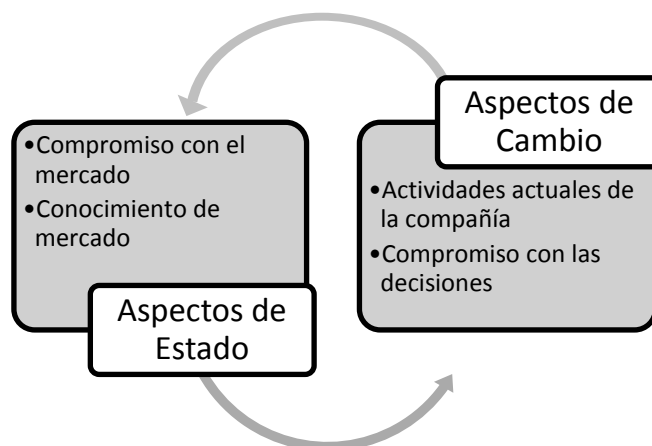 •Compromiso con el
mercado
•Conocimiento de
mercado
Aspectos de
Estado
Aspectos de
Cambio
•Actividades actuales de
la compañía
•Compromiso con las
decisiones